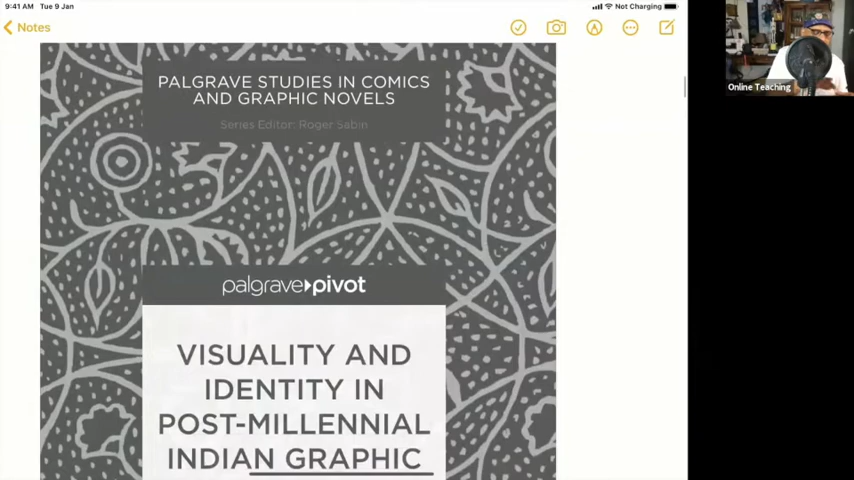 9:41 AM Tue 9 Jan
Not Charging
Notes
PALGRAVE STUDIES IN COMICS
AND GRAPHIC NOVELS
Series Editor: Roger Sabin
palgrave pivot
VISUALITY AND
IDENTITY IN
POST-MILLENNIAL
INDIAN GRAPHIC
Online Teaching